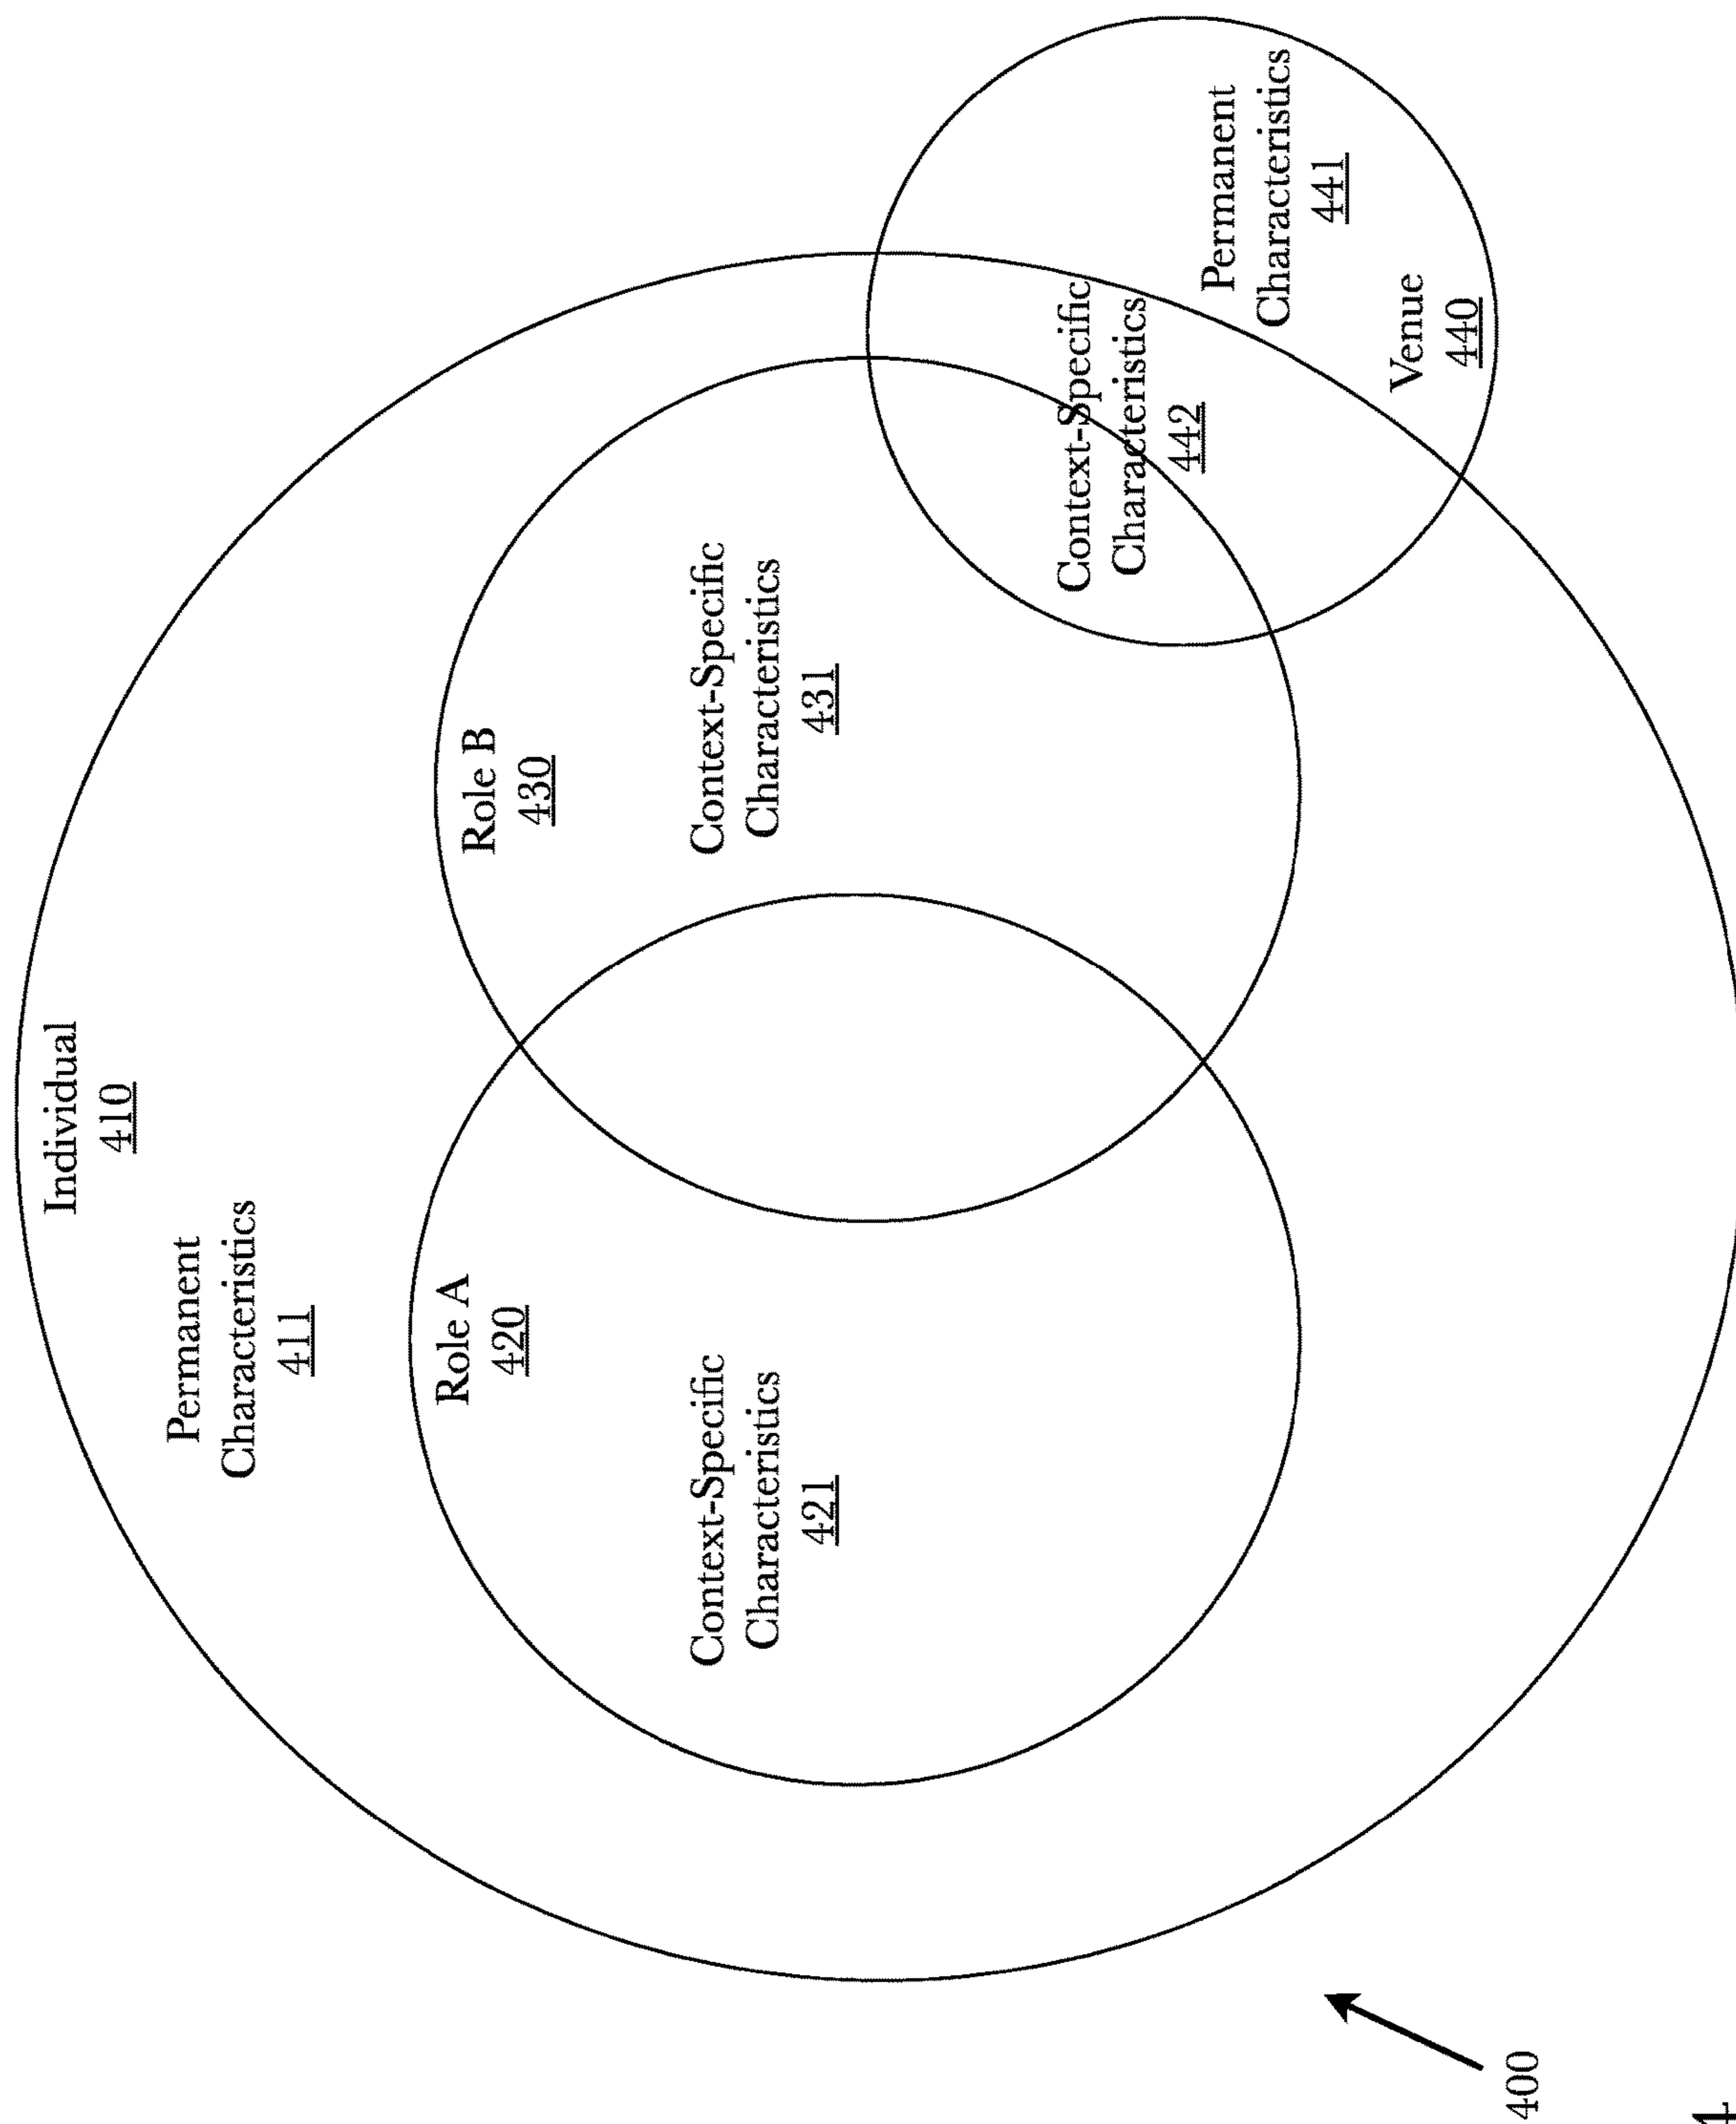 Individual
410
Permanent
Characteristics
411
Role A
420
Role B
430
Context-Specific
Characteristics
421
Context-Specific
Characteristics
431
Context-Specific
Characteristics
442
Permanent
Characteristics
441
Venue
440
400